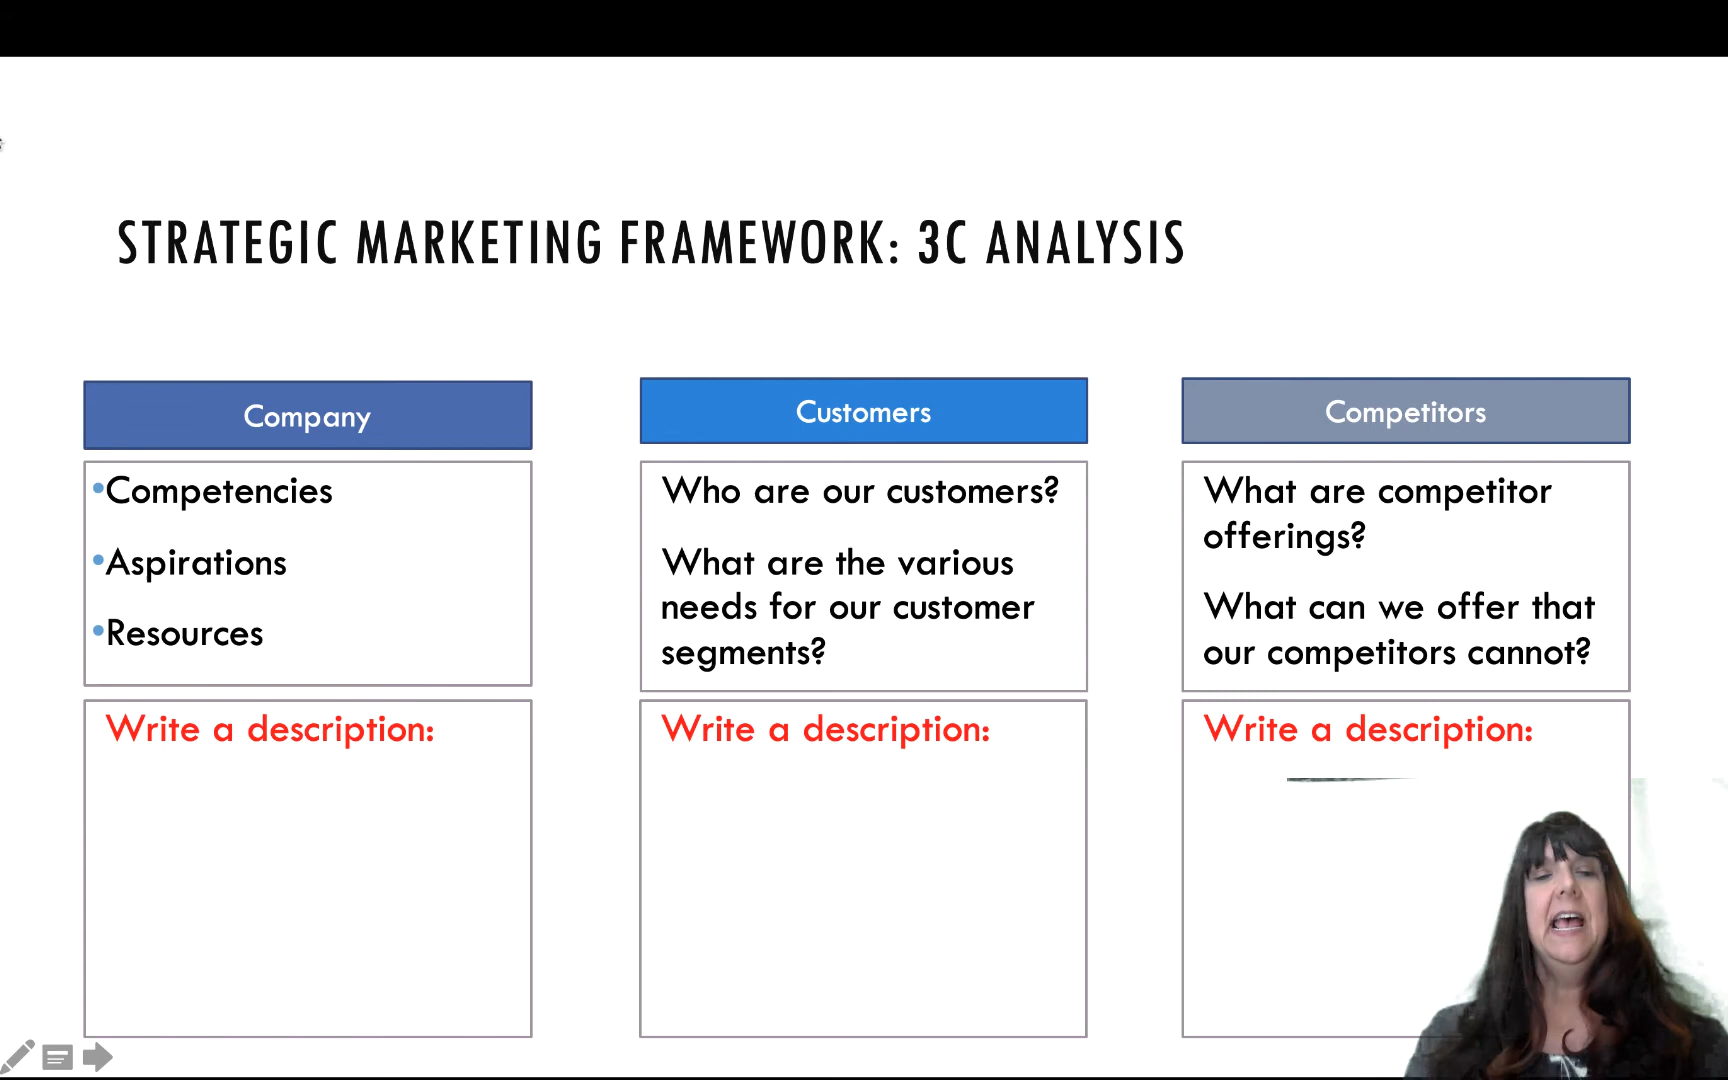 STRATEGIC MARKETING FRAMEWORK: 3C ANALYSIS
Company
•Competencies
•Aspirations
•Resources
Write a description:
Customers
Who are our customers?
What are the various
needs for our customer
segments?
Write a description:
Competitors
What are competitor
offerings?
What can we offer that
our competitors cannot?
Write a description: